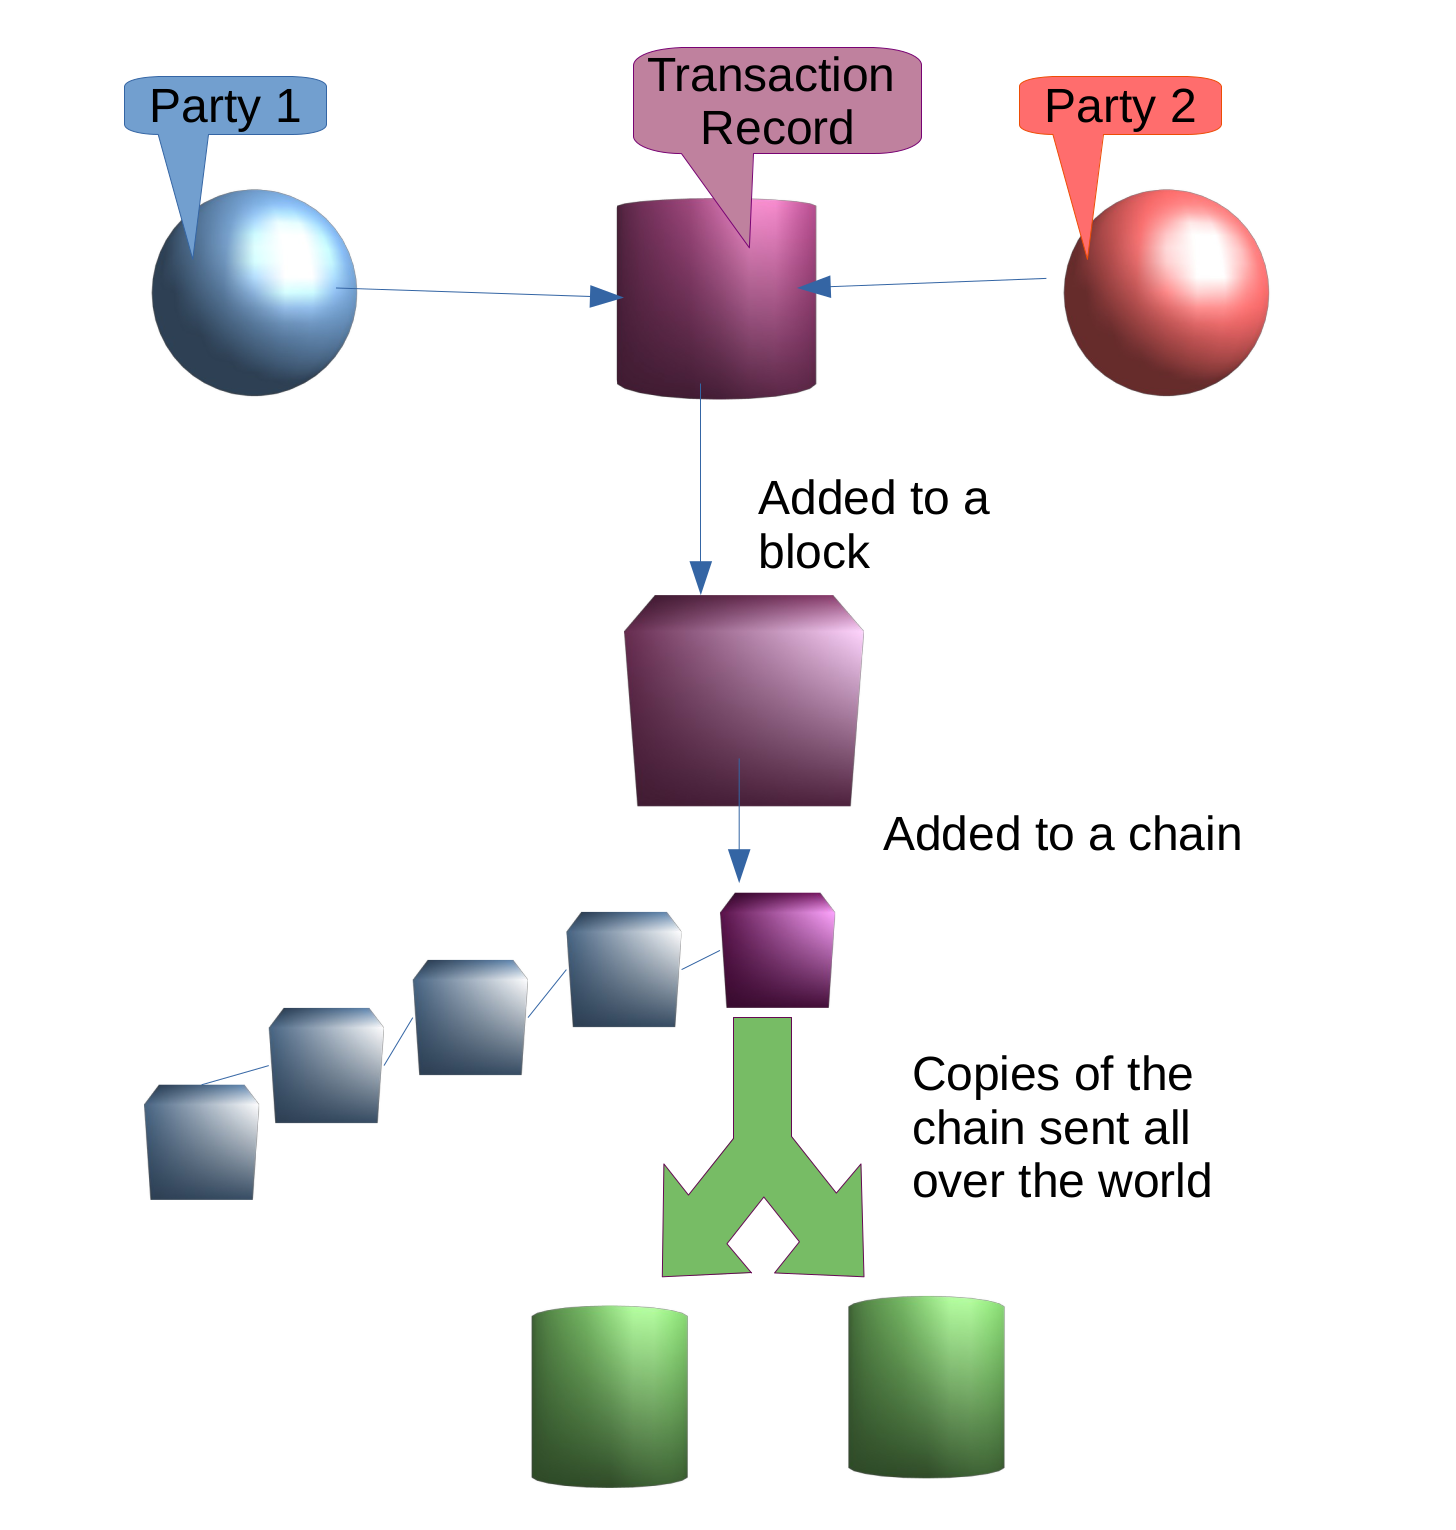 Party 1
Transaction
Record
Party 2
Added to a
block
Added to a chain
Copies of the
chain sent all
over the world